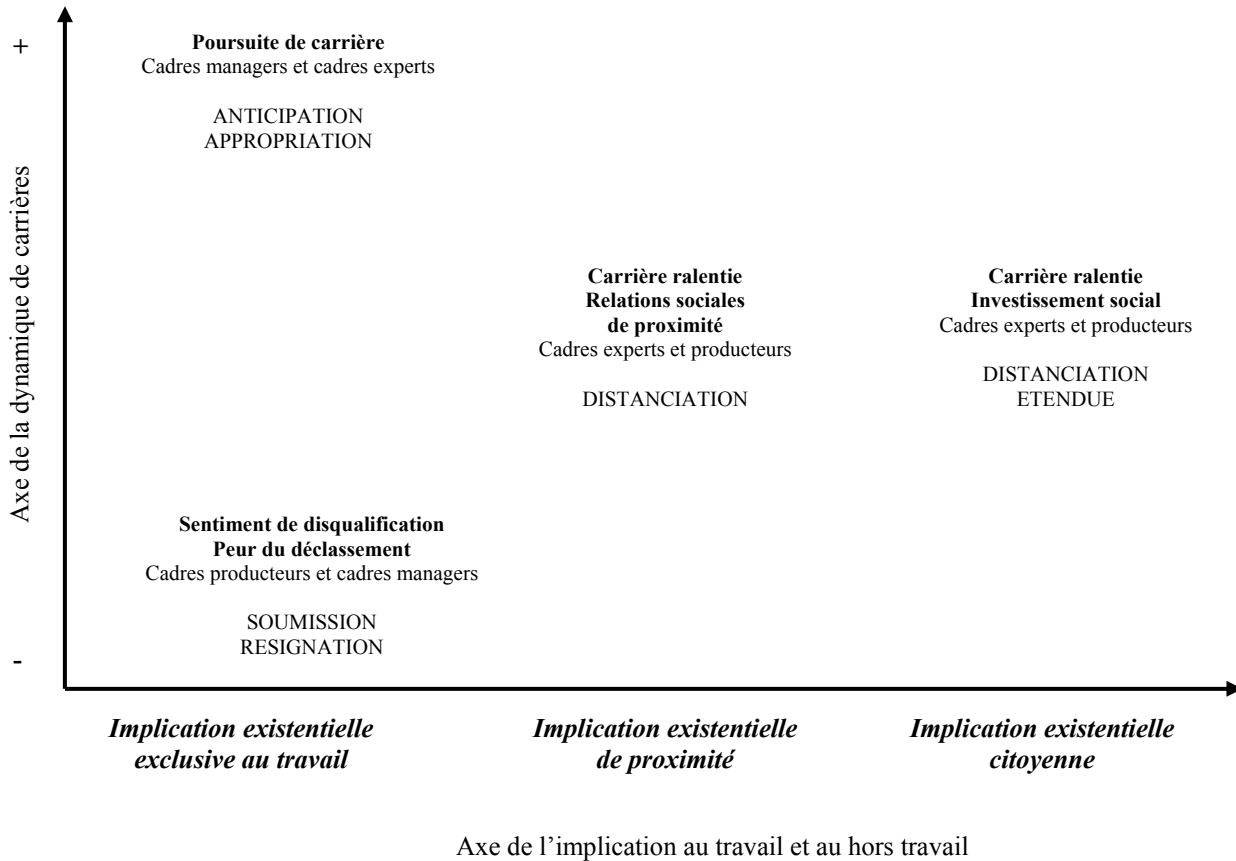 +
Poursuite de carrière
Cadres managers et cadres experts
ANTICIPATION
APPROPRIATION
Axe de la dynamique de carrières
Carrière ralentie
Relations sociales
de proximité
Cadres experts et producteurs
DISTANCIATION
Carrière ralentie
Investissement social
Cadres experts et producteurs
DISTANCIATION
ETENDUE
Sentiment de disqualification
Peur du déclassement
Cadres producteurs et cadres managers
SOUMISSION
RESIGNATION
-
Implication existentielle
exclusive au travail
Implication existentielle
de proximité
Implication existentielle
citoyenne
Axe de l’implication au travail et au hors travail